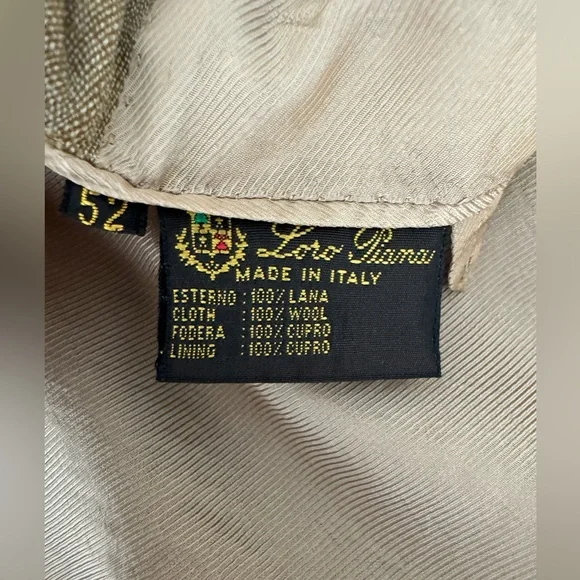 52
Loro Piana
MADE IN ITALY
ESTERNO : 100% LANA
CLOTH : 100% WOOL
FODERA : 100% CUPRO
LINING : 100% CUPRO